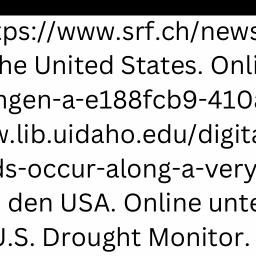 tps://www.srf.ch/news
he United States. Onli
ngen-a-e188fcb9-410a
w.lib.uidaho.edu/digita
ds-occur-along-a-very
den USA. Online unte
U.S. Drought Monitor.